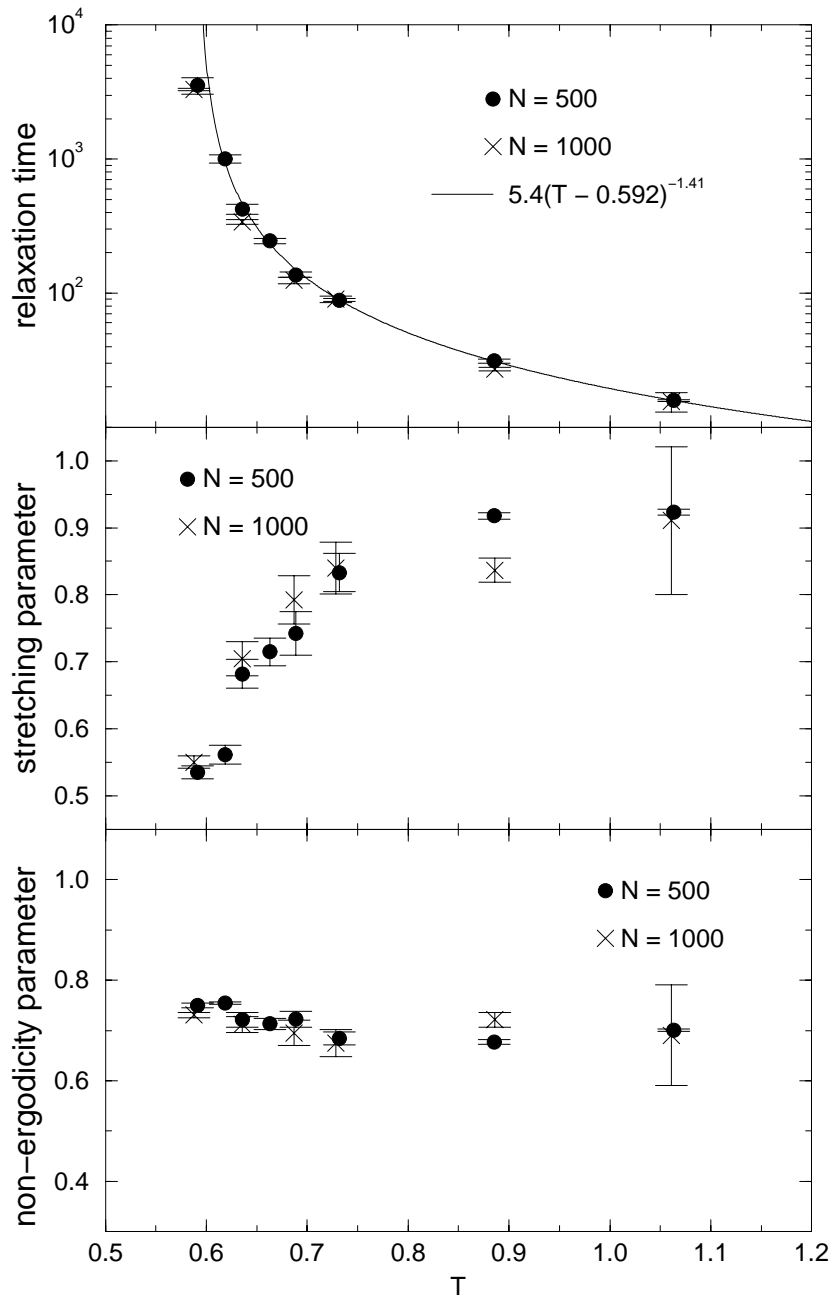 10^4
10^3
10^2
relaxation time
N = 500
N = 1000
5.4(T − 0.592)^−1.41
1.0
0.9
0.8
0.7
0.6
0.5
stretching parameter
N = 500
N = 1000
1.0
0.8
0.6
0.4
non−ergodicity parameter
N = 500
N = 1000
0.5 0.6 0.7 0.8 0.9 1.0 1.1 1.2
T